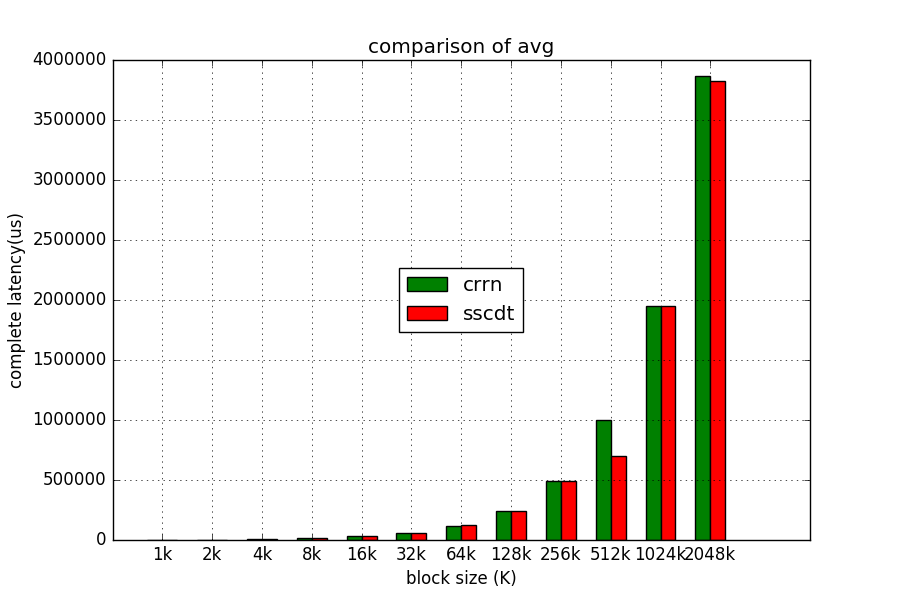 comparison of avg
4000000
3500000
3000000
2500000
2000000
1500000
1000000
500000
0
complete latency(us)
crrn
sscdt
1k 2k 4k 8k 16k 32k 64k 128k 256k 512k 1024k 2048k
block size (K)